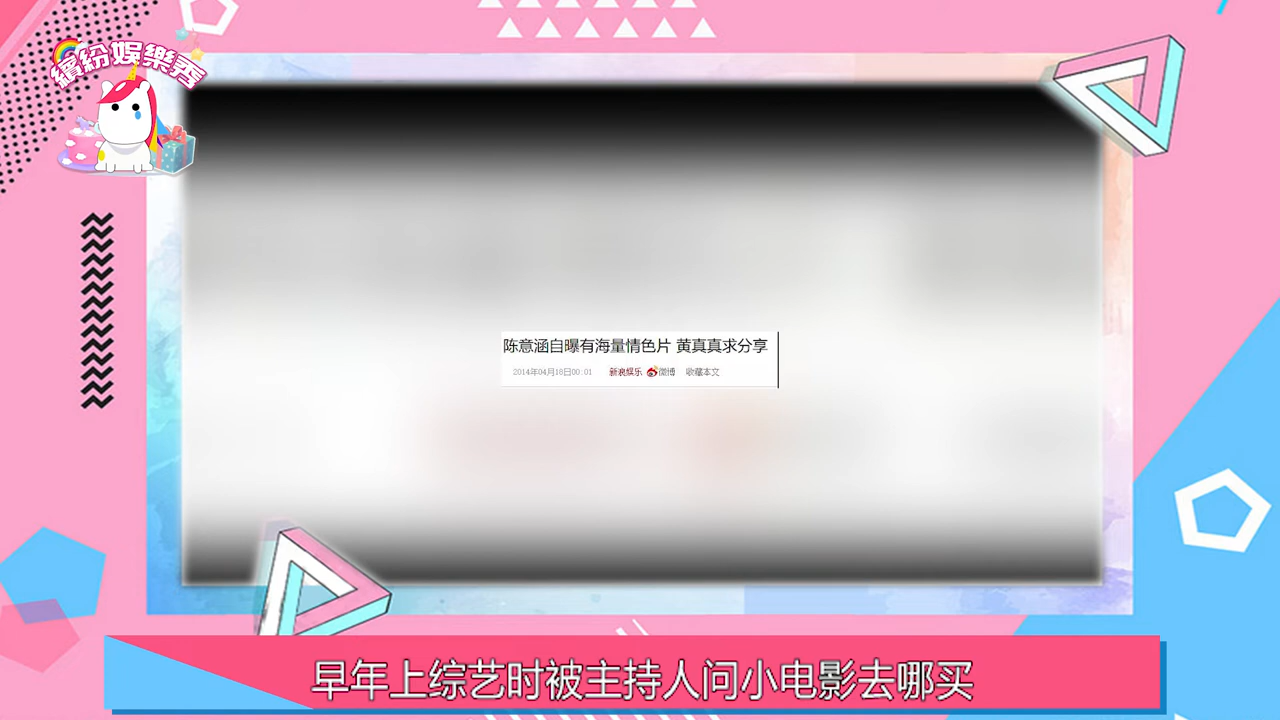 繽紛娛樂秀
陈意涵自曝有海量情色片 黄真真求分享
2014年04月18日00:01 新浪娱乐 微博 收藏本文
早年上综艺时被主持人问小电影去哪买